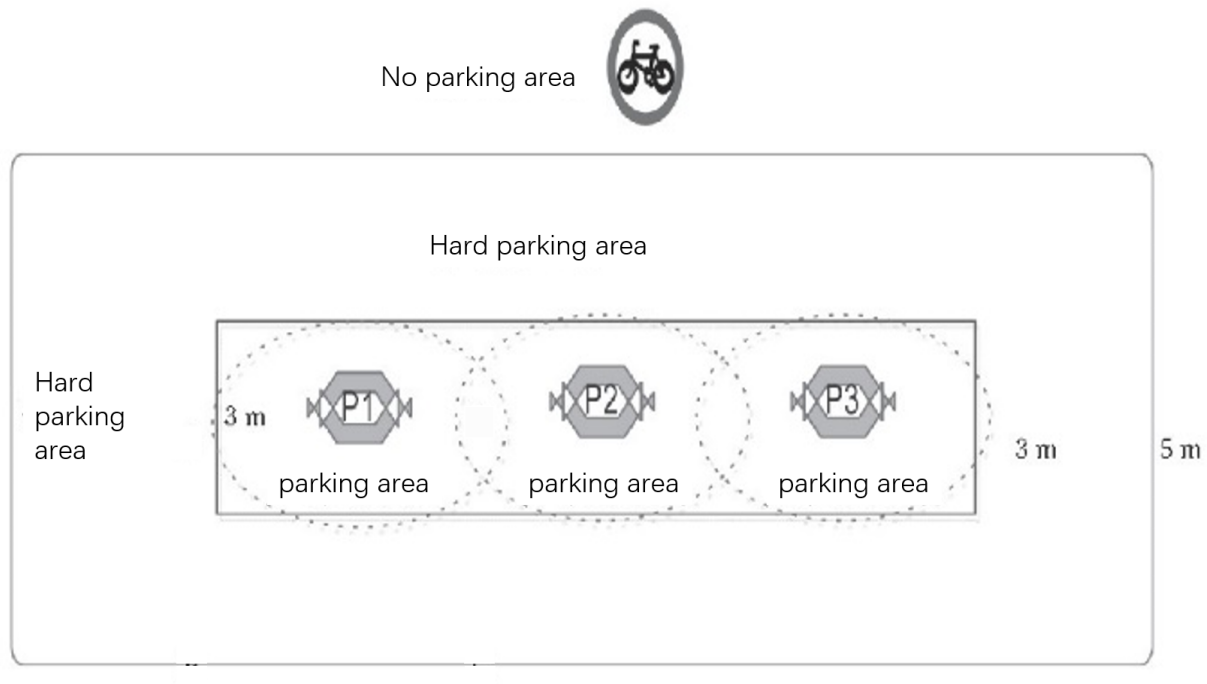 No parking area
Hard parking area
Hard
parking
area
3 m
P1
P2
P3
3 m
5 m
parking area
parking area
parking area